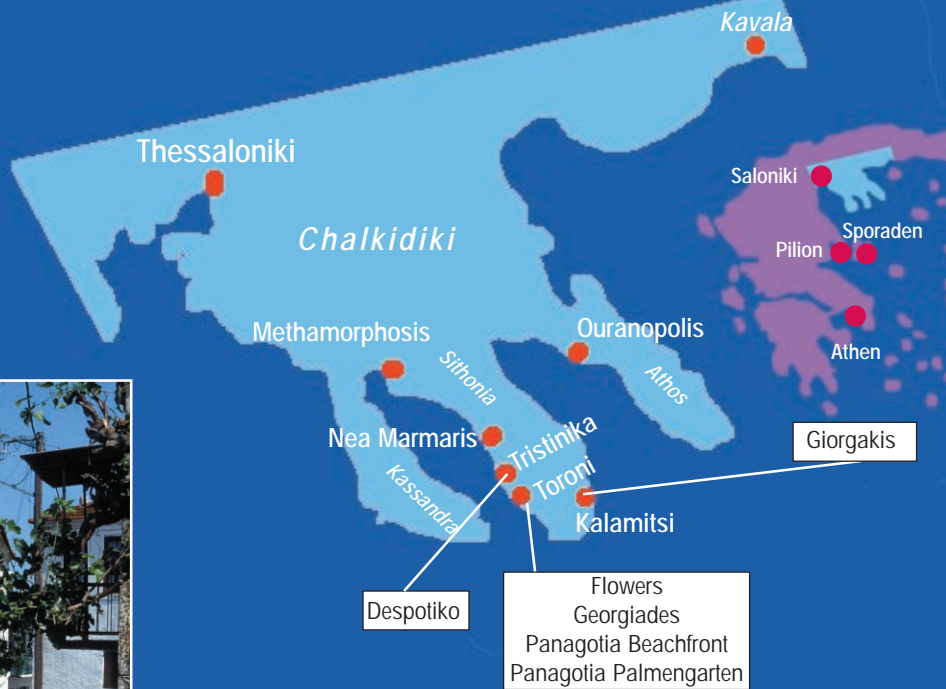 Kavala
Thessaloniki
Saloniki
Chalkidiki
Sporaden
Pilion
Methamorphosis
Ouranopolis
Athen
Sithonia
Athos
Nea Marmaris
Tristinika
Giorgakis
Kassandra
Toroni
Kalamitsi
Despotiko
Flowers
Georgiades
Panagotia Beachfront
Panagotia Palmengarten